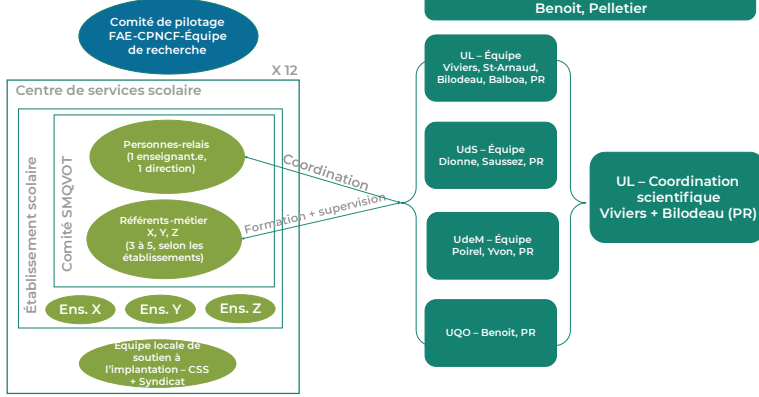 Benoit, Pelletier
Comité de pilotage
FAE-CPNCF-Équipe
de recherche
X 12
Centre de services scolaire
Établissement scolaire
Comité SMQVOT
Personnes-relais
(1 enseignant.e,
1 direction)
Référents-métier
X, Y, Z
(3 à 5, selon les
établissements)
Ens. X
Ens. Y
Ens. Z
Equipe locale de
soutien à
l'implantation – CSS
+ Syndicat
Coordination
Formation + supervision
UL – Équipe
Viviers, St-Arnaud,
Bilodeau, Balboa, PR
UdS – Équipe
Dionne, Saussez, PR
UdeM – Équipe
Poirel, Yvon, PR
UQO – Benoit, PR
UL – Coordination
scientifique
Viviers + Bilodeau (PR)